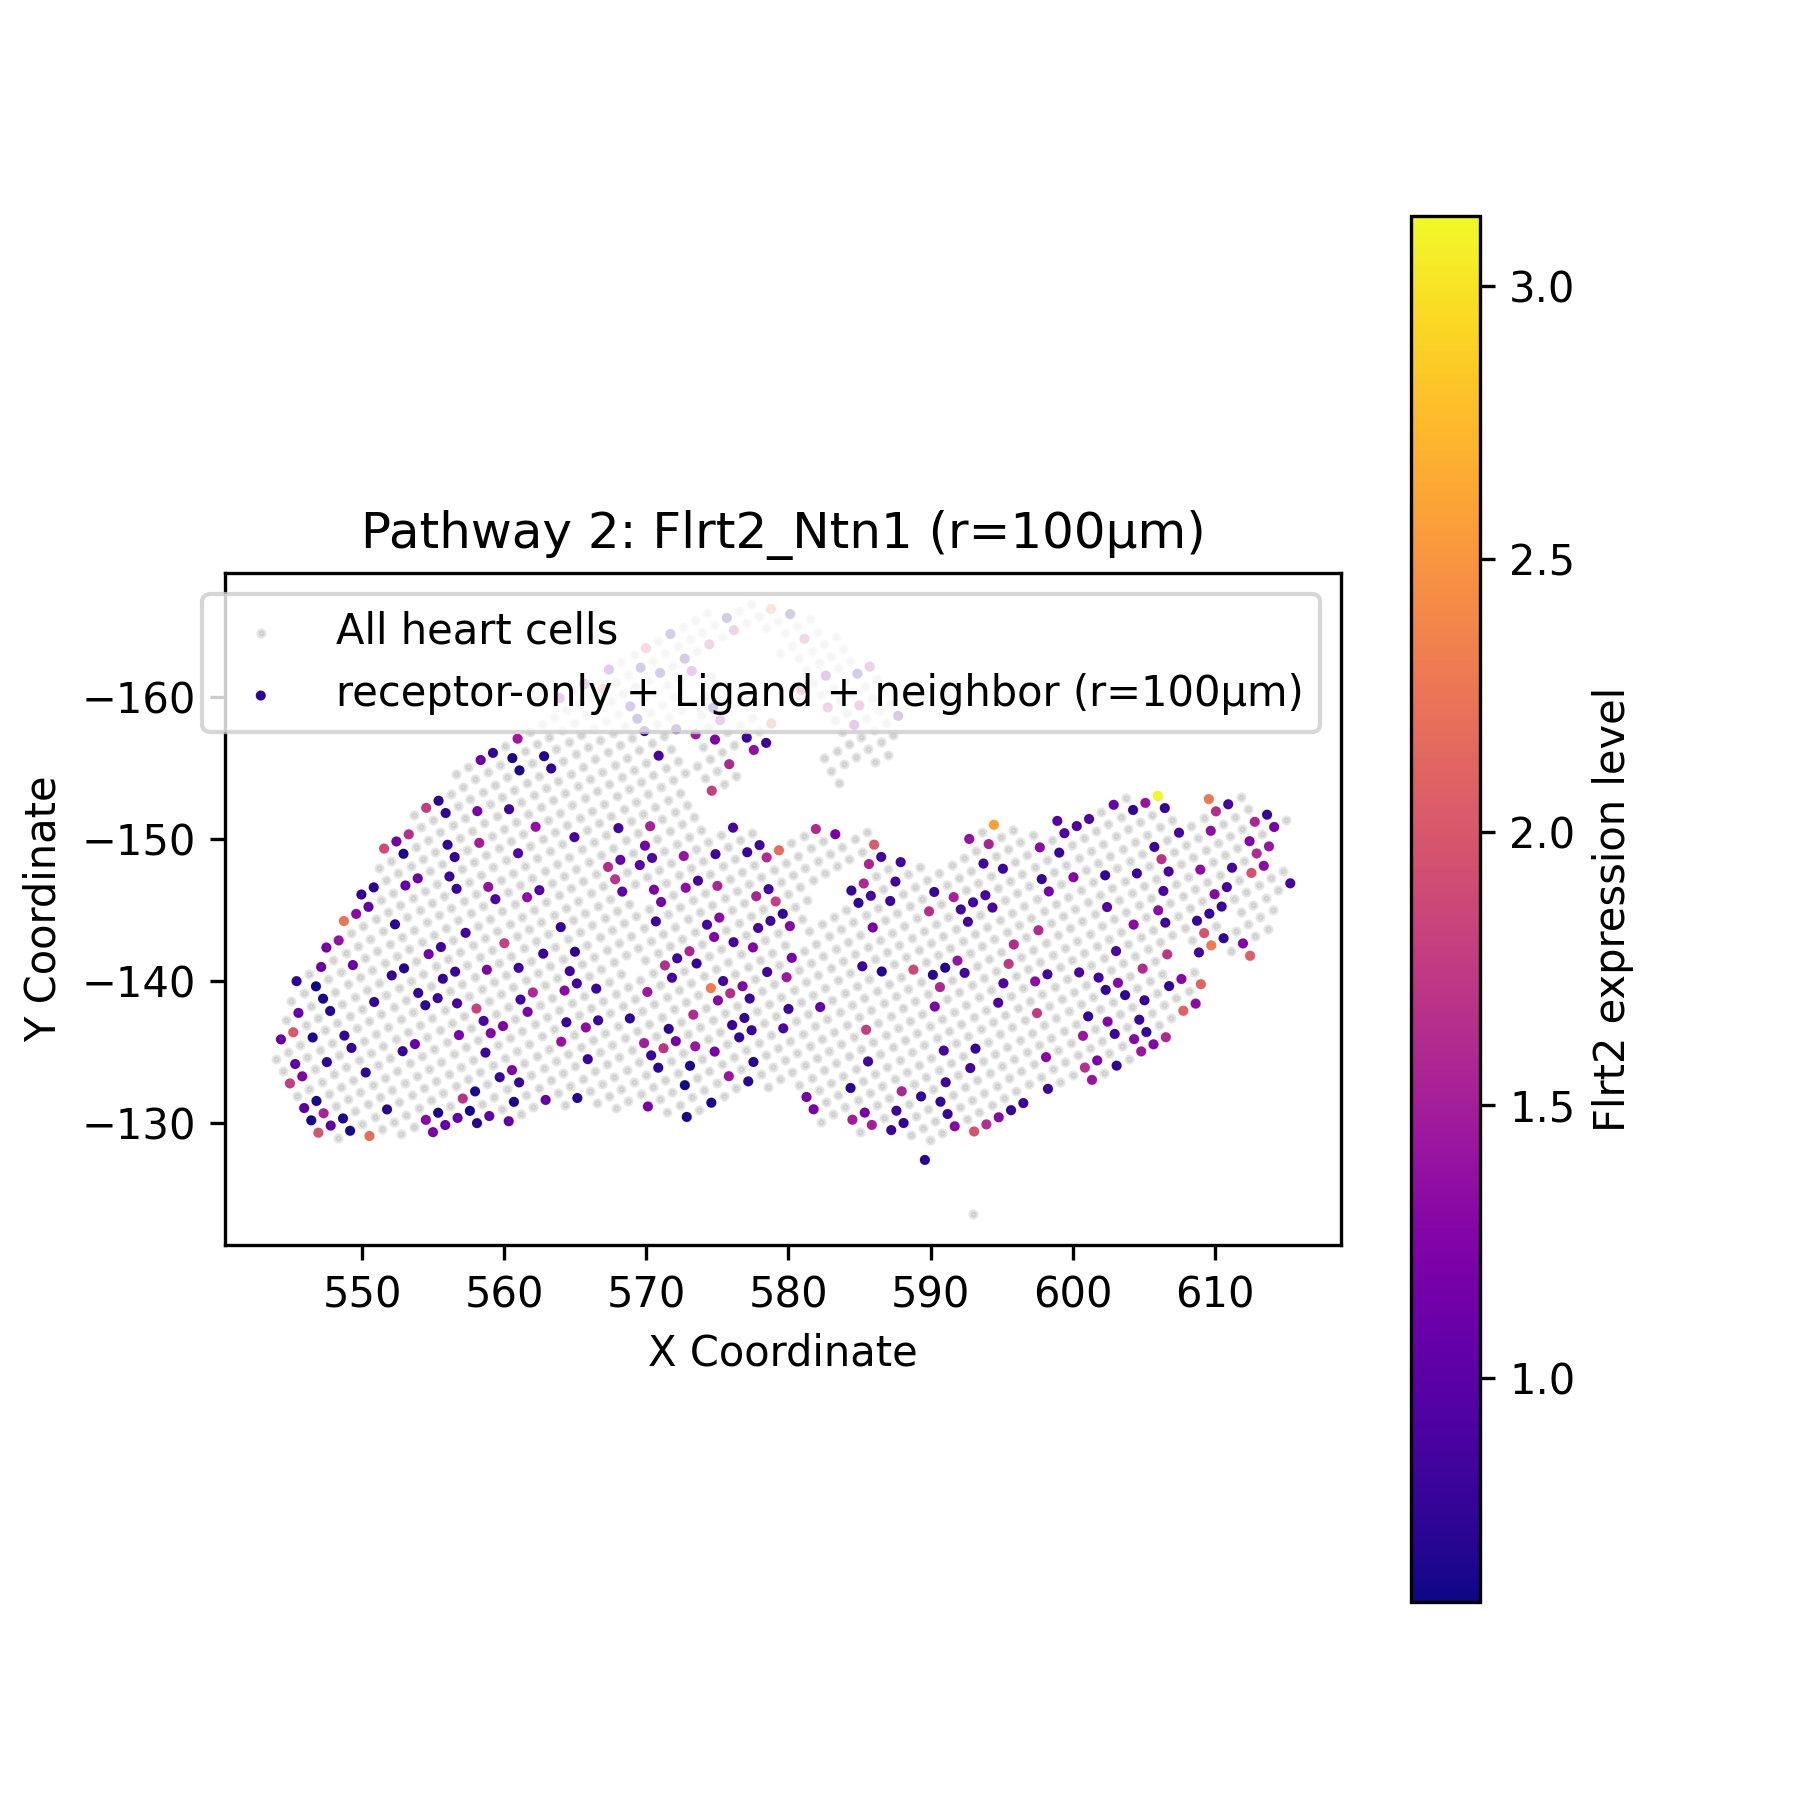 Pathway 2: Flrt2_Ntn1 (r=100μm)
All heart cells
receptor-only + Ligand + neighbor (r=100μm)
−160
−150
−140
−130
Y Coordinate
550 560 570 580 590 600 610
X Coordinate
3.0
2.5
2.0
1.5
1.0
Flrt2 expression level